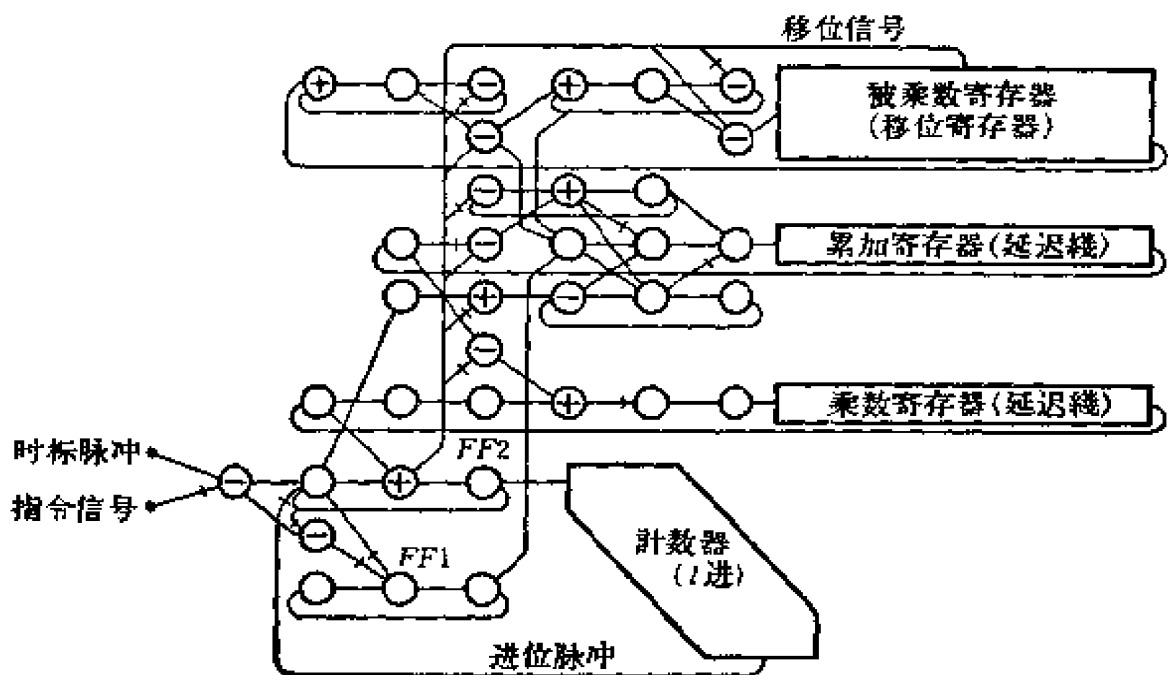 移位信号
被乘数寄存器
(移位寄存器)
累加寄存器(延迟綫)
乘数寄存器(延迟綫)
时标脉冲
指令信号
FF2
FF1
計数器
(l进)
进位脉冲